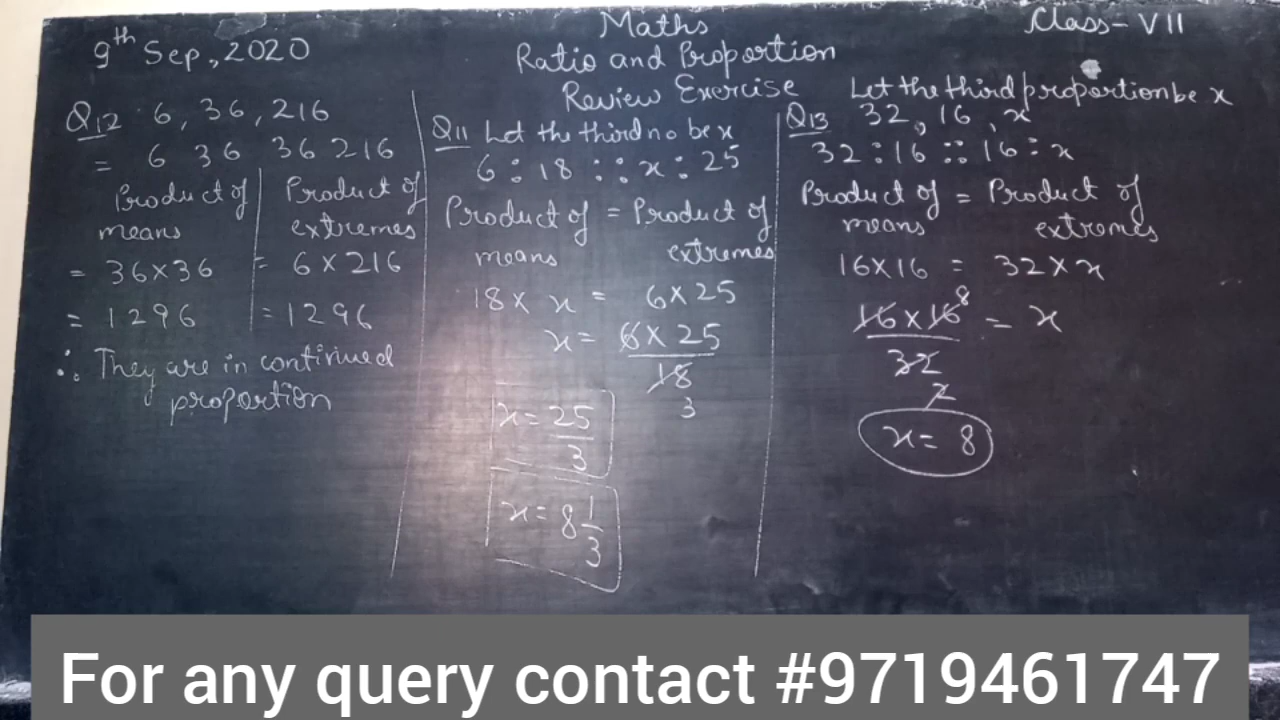 Maths
9th Sep, 2020
Class - VII
Ratio and Proportion
Review Exercise
Q12 6, 36, 216
= 6 36 36 216
Product of means
Product of extremes
= 36×36
= 6×216
= 1296
= 1296
∴ They are in continued
proportion
Q11 Let the third no be x
6 : 18 :: x : 25
Product of = Product of
means extremes
18 × x = 6×25
x = 6×25
18
3
x = 25
3
x = 8 1/3
Let the third proportion be x
Q13 32, 16, x
32 : 16 :: 16 : x
Product of = Product of
means extremes
16×16 = 32×x
16×16 8 = x
32
2
x = 8
For any query contact #9719461747